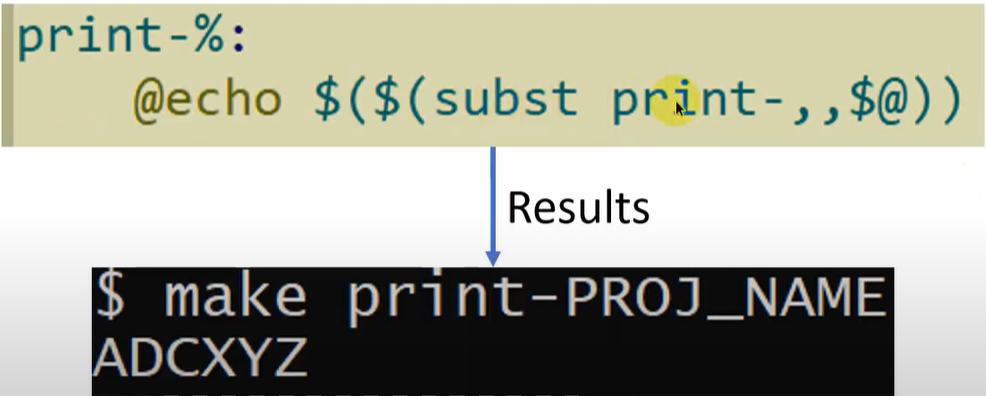 print-%:
@echo $($(subst print-,,$@))
Results
$ make print-PROJ_NAME
ADCXYZ